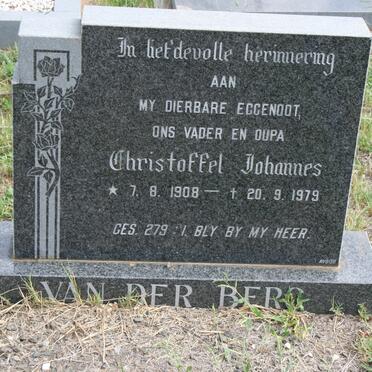 In liefdevolle herinnering
AAN
MY DIERBARE EGGENOOT,
ONS VADER EN OUPA
Christoffel Johannes
★ 7. 8. 1908 — † 20. 9. 1979
GES. 279 : 1. BLY BY MY HEER.
VAN DER BERG